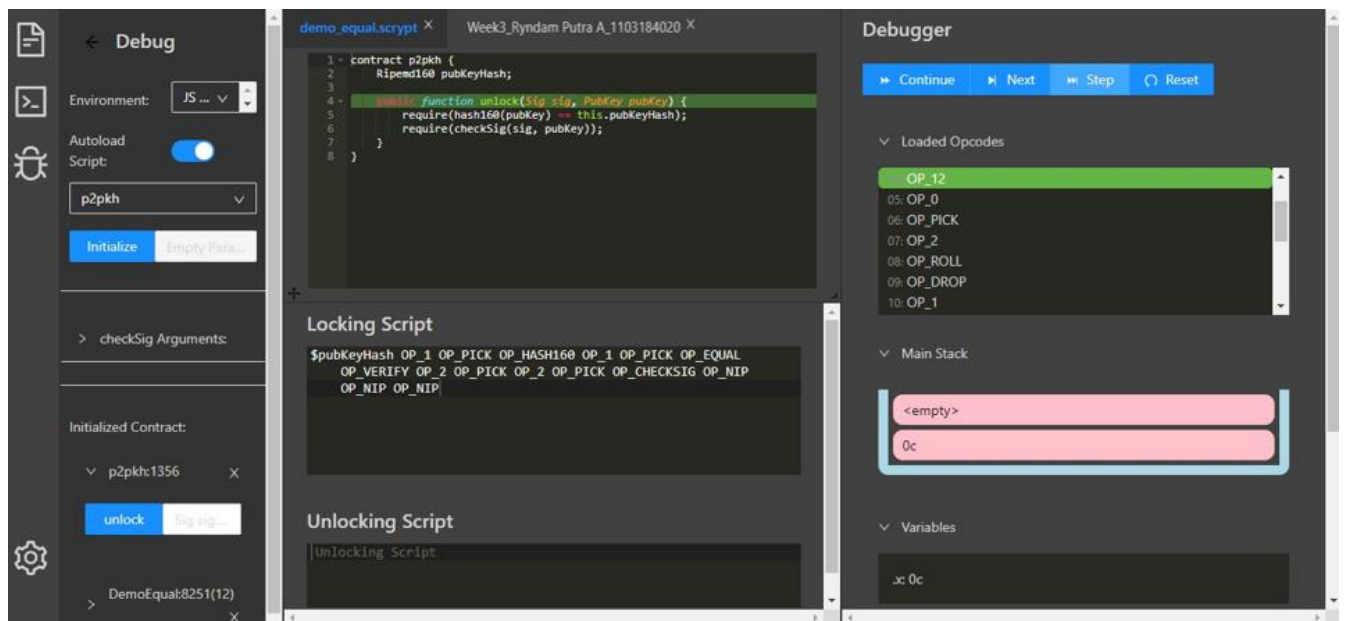 Debug
Environment:
JS ...
Autoload
Script:
p2pkh
Initialize
Empty Para...
checkSig Arguments:
Initialized Contract:
p2pkh:1356
X
unlock
Sig sig...
DemoEqual:8251(12)
X
demo_equal.scrypt X
Week3_Ryndam Putra A_1103184020 X
1 contract p2pkh {
2 Ripemd160 pubKeyHash;
3
4 public function unlock(Sig sig, PubKey pubKey) {
5 require(hash160(pubKey) == this.pubKeyHash);
6 require(checkSig(sig, pubKey));
7 }
8 }
Locking Script
$pubKeyHash OP_1 OP_PICK OP_HASH160 OP_1 OP_PICK OP_EQUAL
OP_VERIFY OP_2 OP_PICK OP_2 OP_PICK OP_CHECKSIG OP_NIP
OP_NIP OP_NIP
Unlocking Script
Unlocking Script
Debugger
Continue
Next
Step
Reset
Loaded Opcodes
OP_12
05: OP_0
06: OP_PICK
07: OP_2
08: OP_ROLL
09: OP_DROP
10: OP_1
Main Stack
<empty>
0c
Variables
.x: 0c